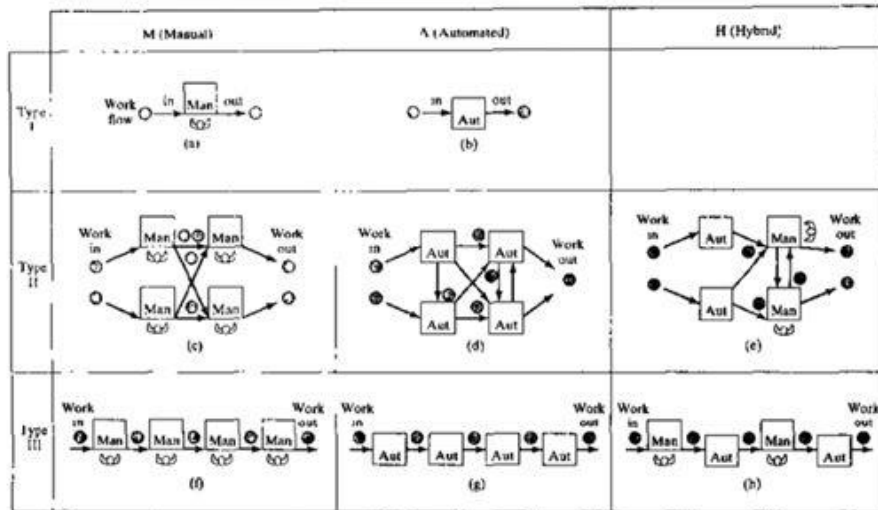 M (Manual)
A (Automated)
H (Hybrid)
Type I
Work flow
in
Man
out
(a)
in
Aut
out
(b)
Type II
Work in
Man
Man
Work out
Man
Man
(c)
Work in
Aut
Aut
Work out
Aut
Aut
(d)
Work in
Aut
Man
Work out
Aut
Man
(e)
Type III
Work in
Man
Man
Man
Man
Work out
(f)
Work in
Aut
Aut
Aut
Aut
Work out
(g)
Work in
Man
Aut
Man
Aut
Work out
(h)